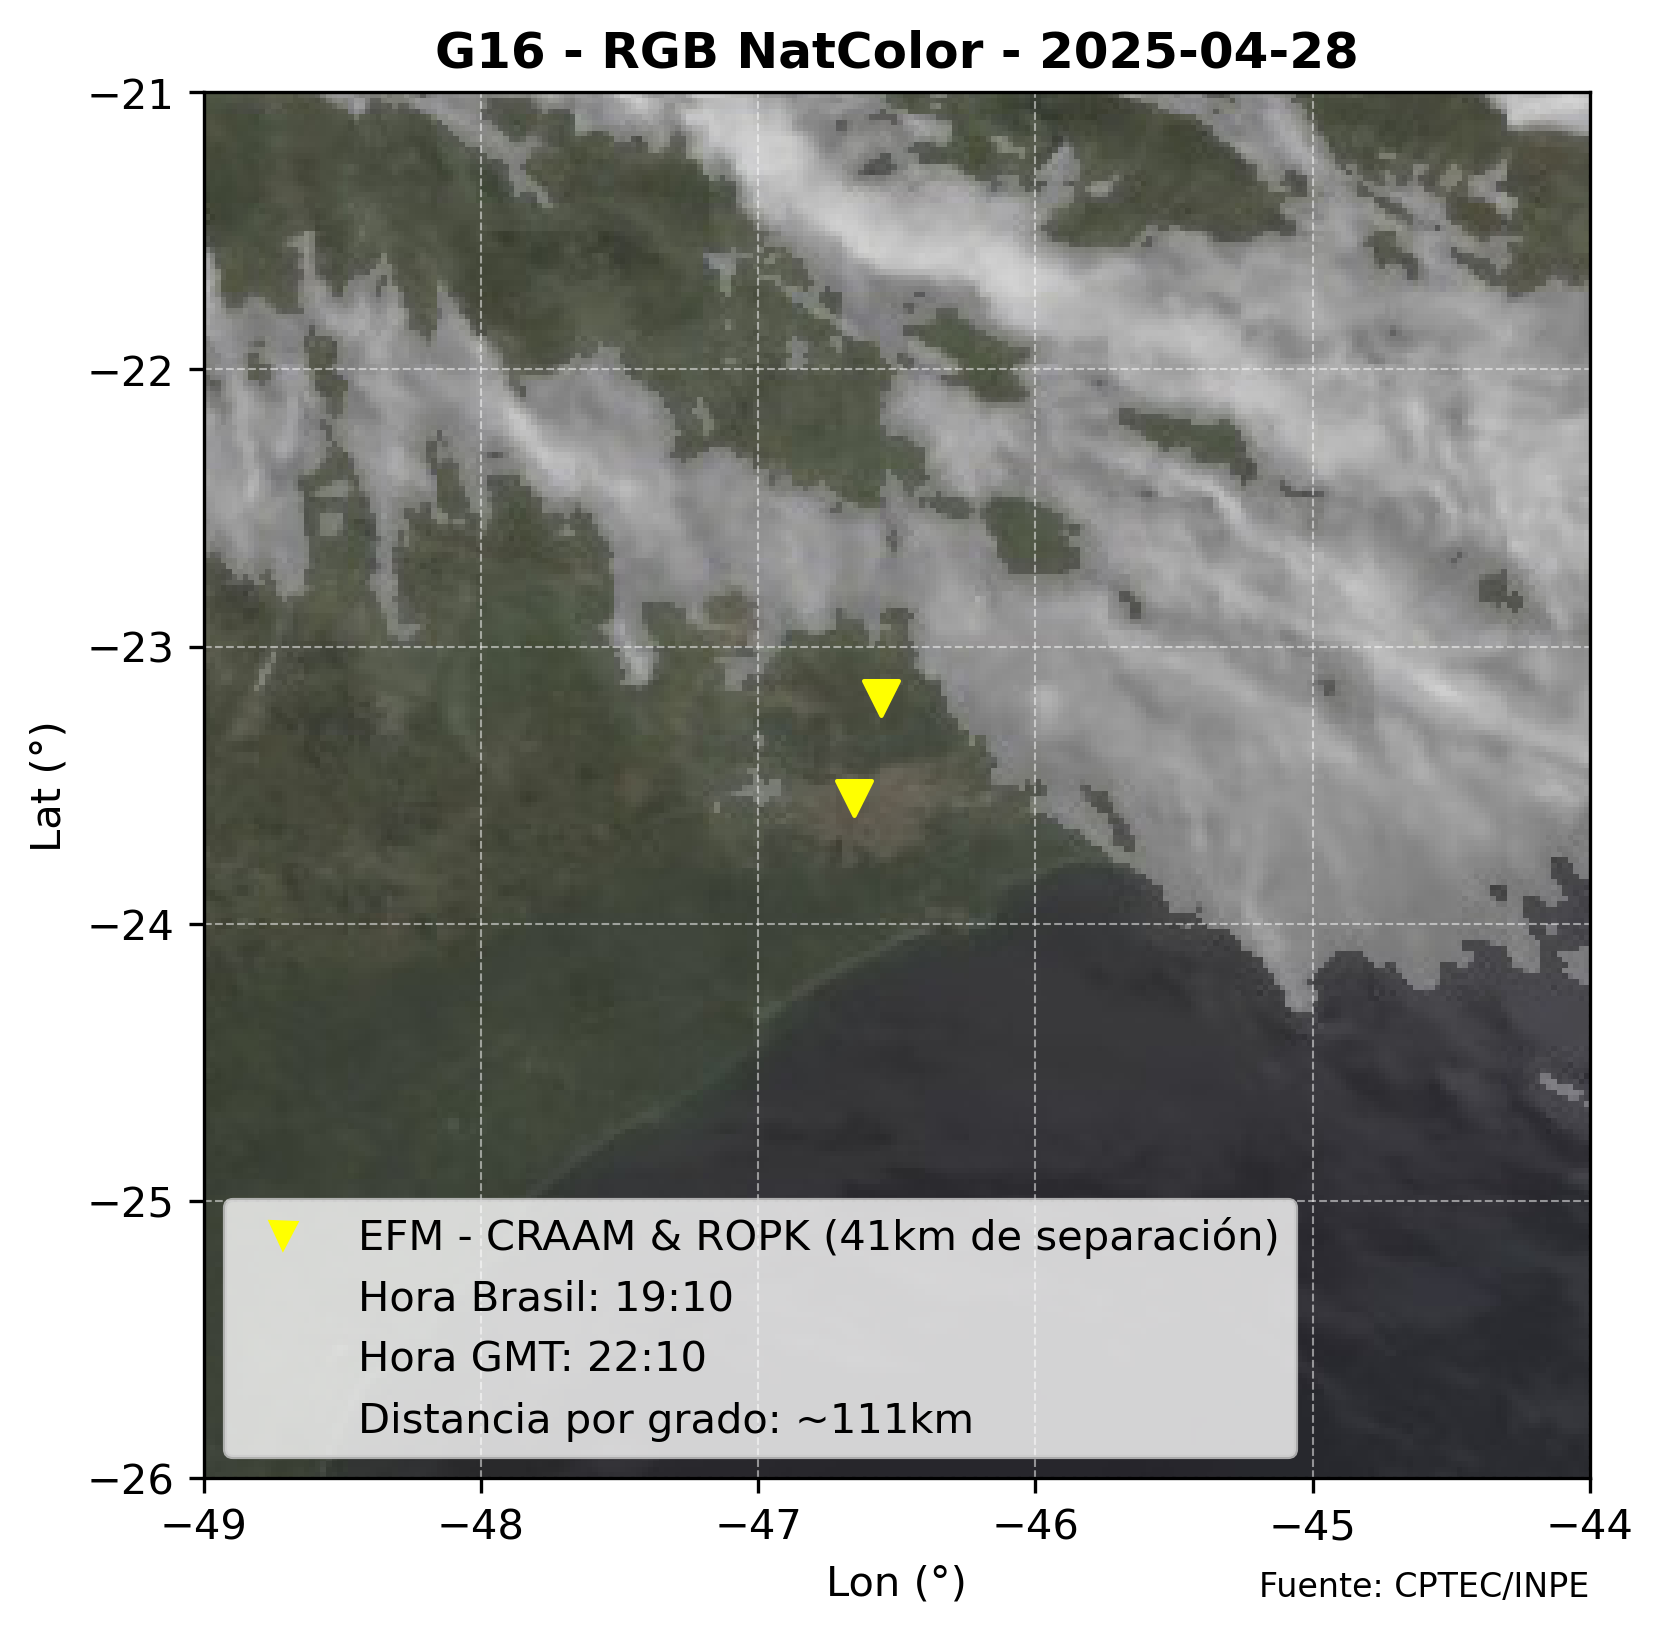 G16 - RGB NatColor - 2025-04-28
−21
−22
−23
−24
−25
−26
Lat (°)
EFM - CRAAM & ROPK (41km de separación)
Hora Brasil: 19:10
Hora GMT: 22:10
Distancia por grado: ~111km
−49 −48 −47 −46 −45 −44
Lon (°)
Fuente: CPTEC/INPE